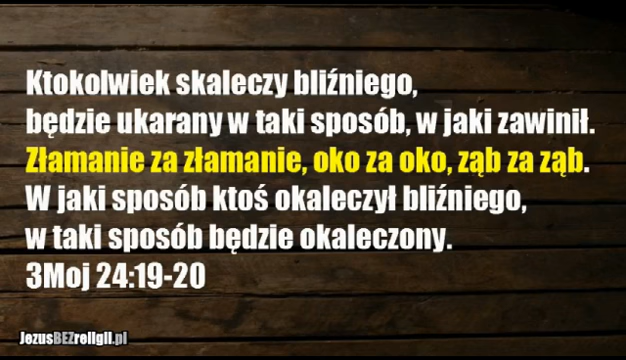 Ktokolwiek skaleczy bliźniego,
będzie ukarany w taki sposób, w jaki zawinił.
Złamanie za złamanie, oko za oko, ząb za ząb.
W jaki sposób ktoś okaleczył bliźniego,
w taki sposób będzie okaleczony.
3Moj 24:19-20
JezusBEZreligii.pl